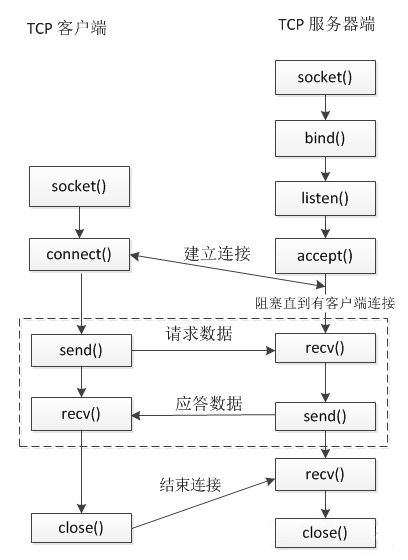 TCP 客户端
TCP 服务器端
socket()
bind()
socket()
listen()
connect()
建立连接
accept()
阻塞直到有客户端连接
send()
请求数据
recv()
recv()
应答数据
send()
结束连接
recv()
close()
close()